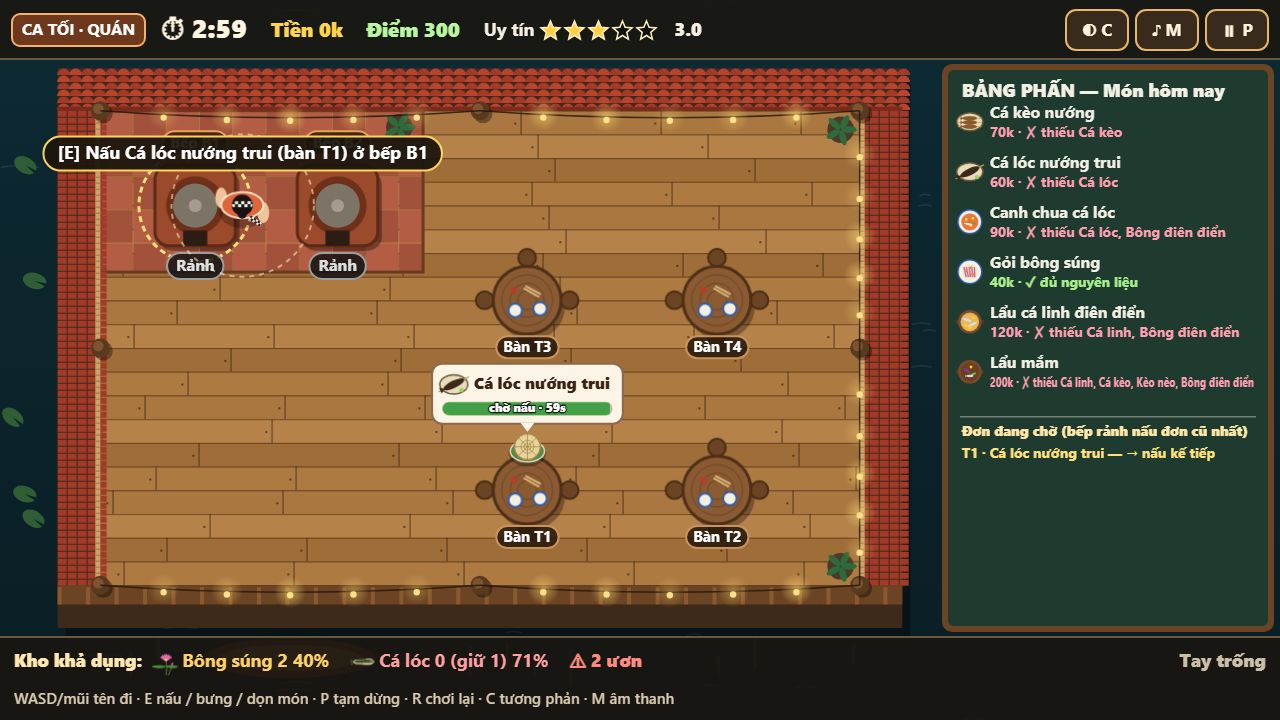 CA TỐI · QUÁN
2:59
Tiền 0k
Điểm 300
Uy tín
3.0
C
M
P
[E] Nấu Cá lóc nướng trui (bàn T1) ở bếp B1
Rảnh
Rảnh
Bàn T3
Bàn T4
Cá lóc nướng trui
chờ nấu · 59s
Bàn T1
Bàn T2
BẢNG PHẤN — Món hôm nay
Cá kèo nướng
70k · ✗ thiếu Cá kèo
Cá lóc nướng trui
60k · ✗ thiếu Cá lóc
Canh chua cá lóc
90k · ✗ thiếu Cá lóc, Bông điên điển
Gỏi bông súng
40k · ✓ đủ nguyên liệu
Lẩu cá linh điên điển
120k · ✗ thiếu Cá linh, Bông điên điển
Lẩu mắm
200k · ✗ thiếu Cá linh, Cá kèo, Kèo nèo, Bông điên điển
Đơn đang chờ (bếp rảnh nấu đơn cũ nhất)
T1 · Cá lóc nướng trui — → nấu kế tiếp
Kho khả dụng: Bông súng 2 40% Cá lóc 0 (giữ 1) 71% ⚠ 2 ươn
Tay trống
WASD/mũi tên đi · E nấu / bưng / dọn món · P tạm dừng · R chơi lại · C tương phản · M âm thanh